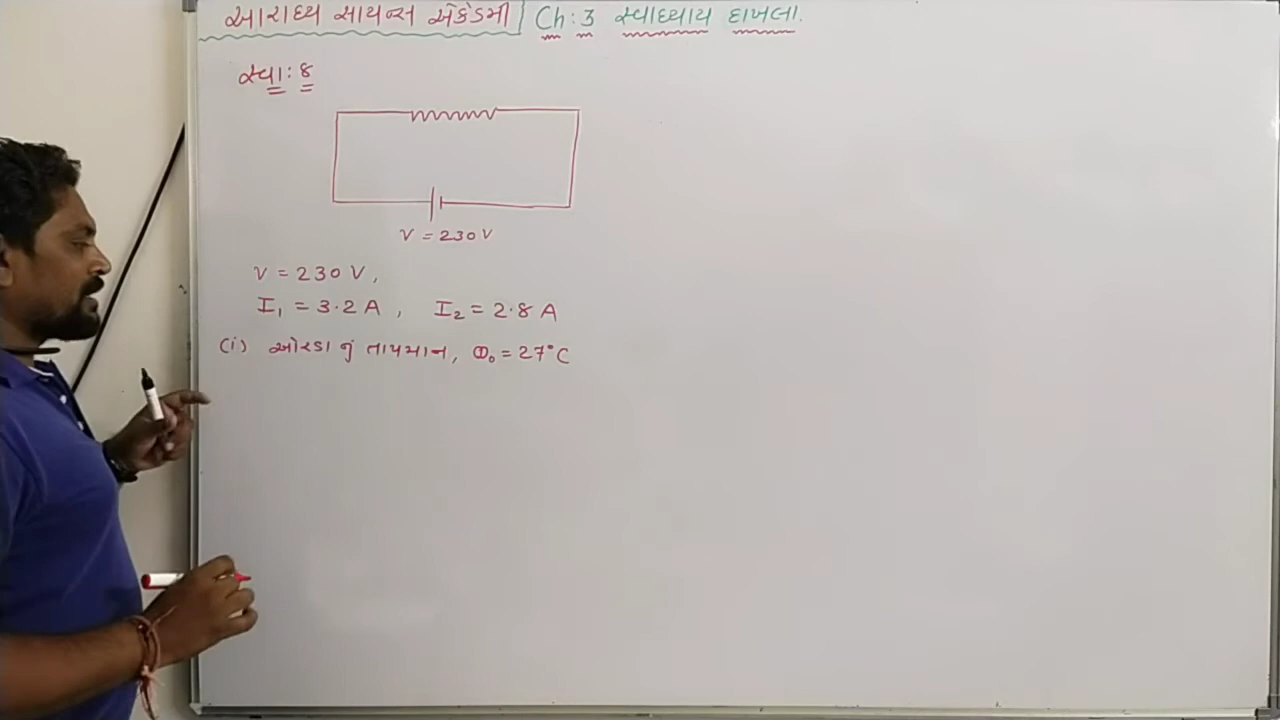 આરાધ્ય સાયન્સ એકેડમી | Ch : 3 સ્વાધ્યાય દાખલા.
સ્વા : ૪
V = 230 V
V = 230 V ,
I₁ = 3.2 A , I₂ = 2.8 A
(i) ઓરડા નું તાપમાન, Θ₀ = 27° C